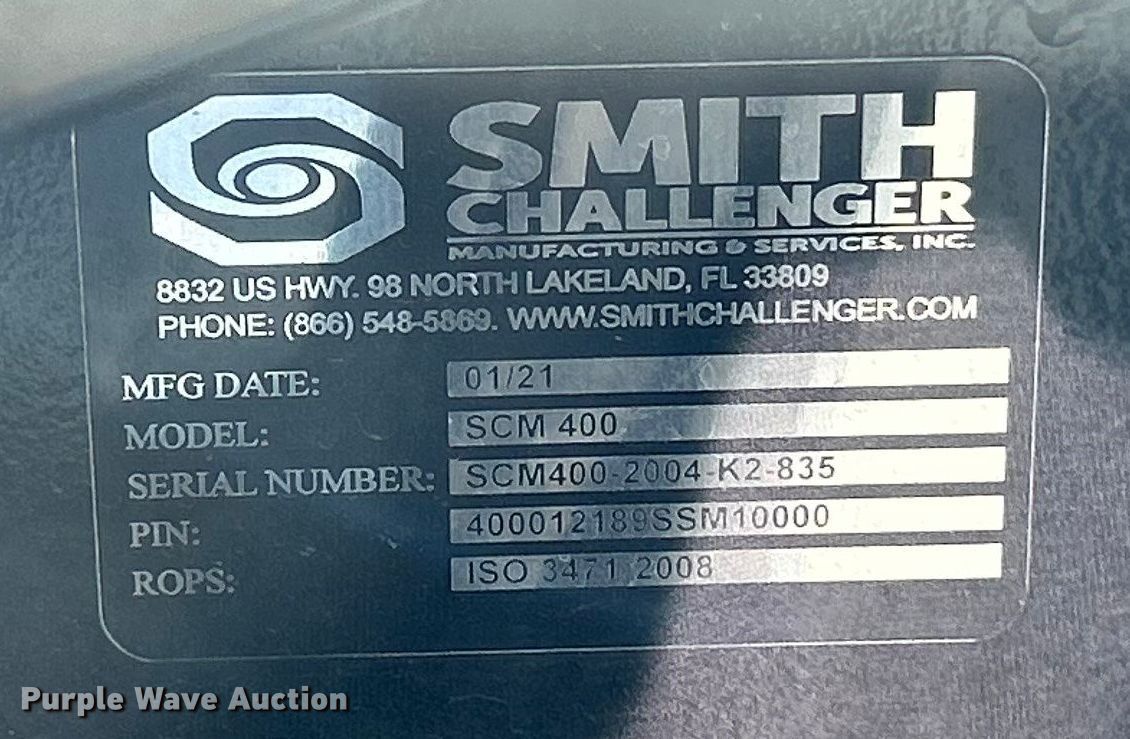 SMITH
CHALLENGER
MANUFACTURING & SERVICES, INC.
8832 US HWY. 98 NORTH LAKELAND, FL 33809
PHONE: (866) 548-5869. WWW.SMITHCHALLENGER.COM
MFG DATE: 01/21
MODEL: SCM 400
SERIAL NUMBER: SCM400-2004-K2-835
PIN: 400012189SSM10000
ROPS: ISO 3471 2008
Purple Wave Auction